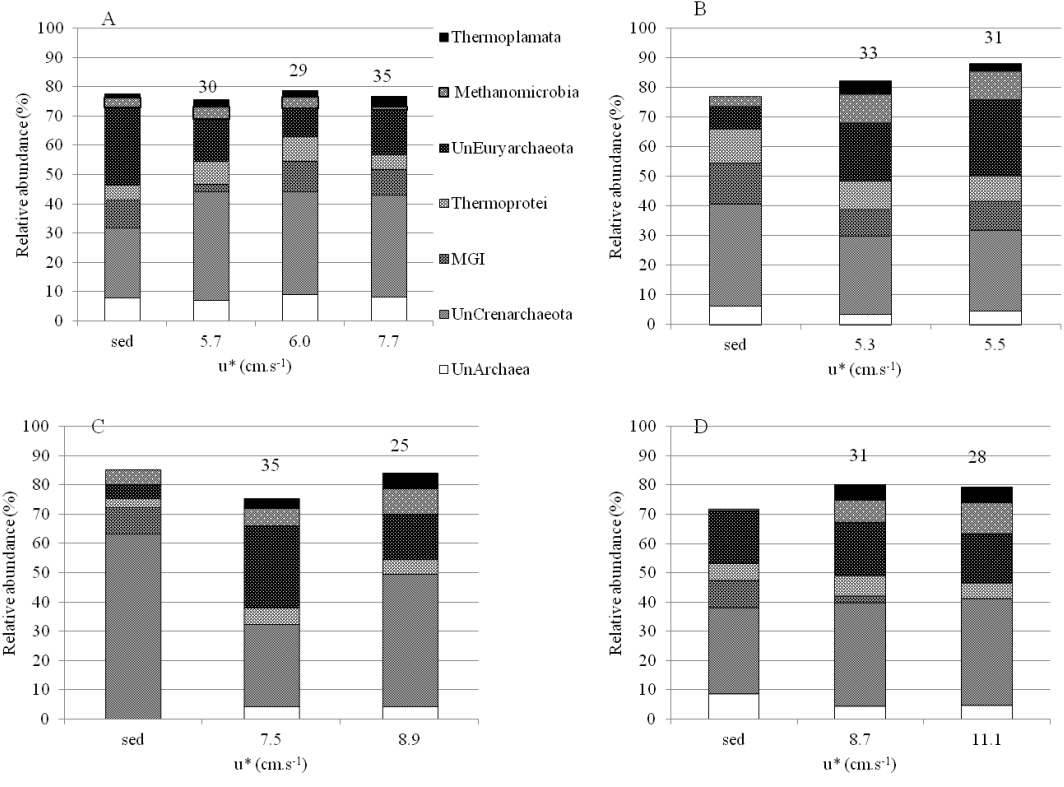 A
Relative abundance (%)
100
90
80
70
60
50
40
30
20
10
0
30
29
35
sed
5.7
6.0
7.7
u* (cm.s-1)
Thermoplamata
Methanomicrobia
UnEuryarchaeota
Thermoprotei
MGI
UnCrenarchaeota
UnArchaea
B
Relative abundance (%)
100
90
80
70
60
50
40
30
20
10
0
33
31
sed
5.3
5.5
u* (cm.s-1)
C
Relative abundance (%)
100
90
80
70
60
50
40
30
20
10
0
35
25
sed
7.5
8.9
u* (cm.s-1)
D
Relative abundance (%)
100
90
80
70
60
50
40
30
20
10
0
31
28
sed
8.7
11.1
u* (cm.s-1)